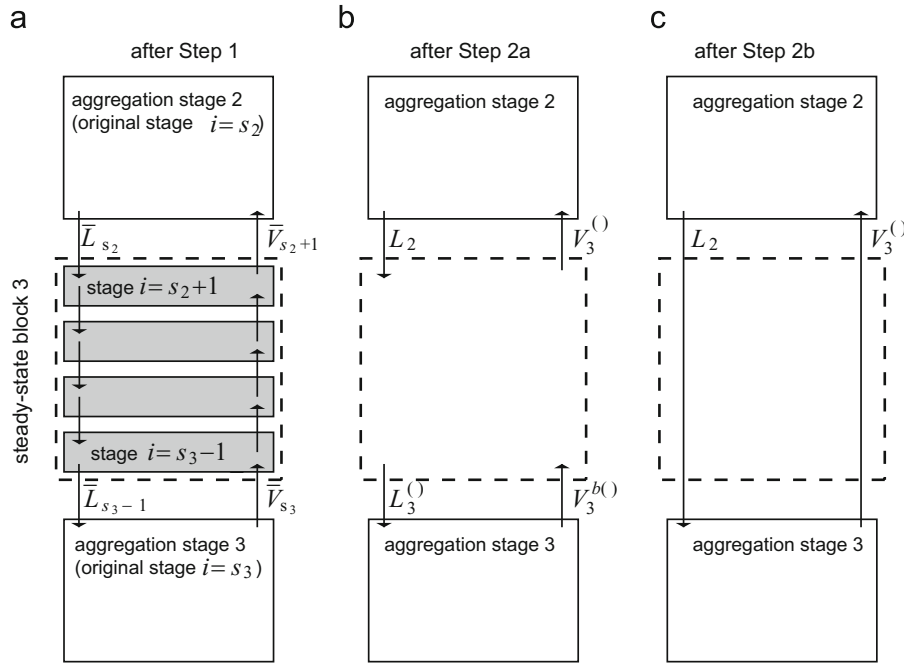 a
after Step 1
aggregation stage 2
(original stage i = s₂)
L̅ s₂
V̅ s₂+1
steady-state block 3
stage i = s₂+1
stage i = s₃−1
L̅ s₃−1
V̅ s₃
aggregation stage 3
(original stage i = s₃)
b
after Step 2a
aggregation stage 2
L₂
V₃⁽⁾
L₃⁽⁾
V₃ᵇ⁽⁾
aggregation stage 3
c
after Step 2b
aggregation stage 2
L₂
V₃⁽⁾
aggregation stage 3